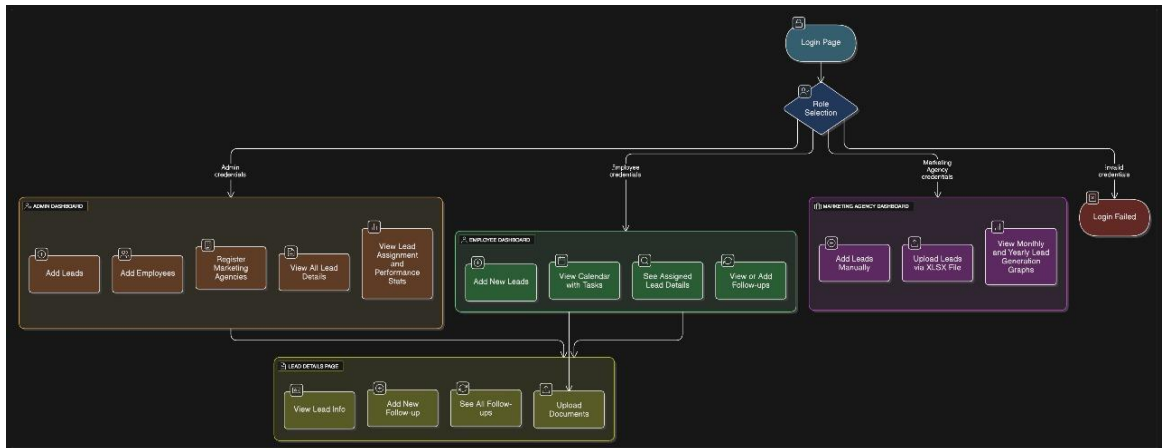 Login Page
Role
Selection
Admin
credentials
Employee
credentials
Marketing
Agency
credentials
Invalid
credentials
ADMIN DASHBOARD
Add Leads
Add Employees
Register
Marketing
Agencies
View All Lead
Details
View Lead
Assignment
and
Performance
Stats
EMPLOYEE DASHBOARD
Add New Leads
View Calendar
with Tasks
See Assigned
Lead Details
View or Add
Follow-ups
MARKETING AGENCY DASHBOARD
Add Leads
Manually
Upload Leads
via XLSX File
View Monthly
and Yearly Lead
Generation
Graphs
Login Failed
LEAD DETAILS PAGE
View Lead Info
Add New
Follow-up
See All Follow-
ups
Upload
Documents